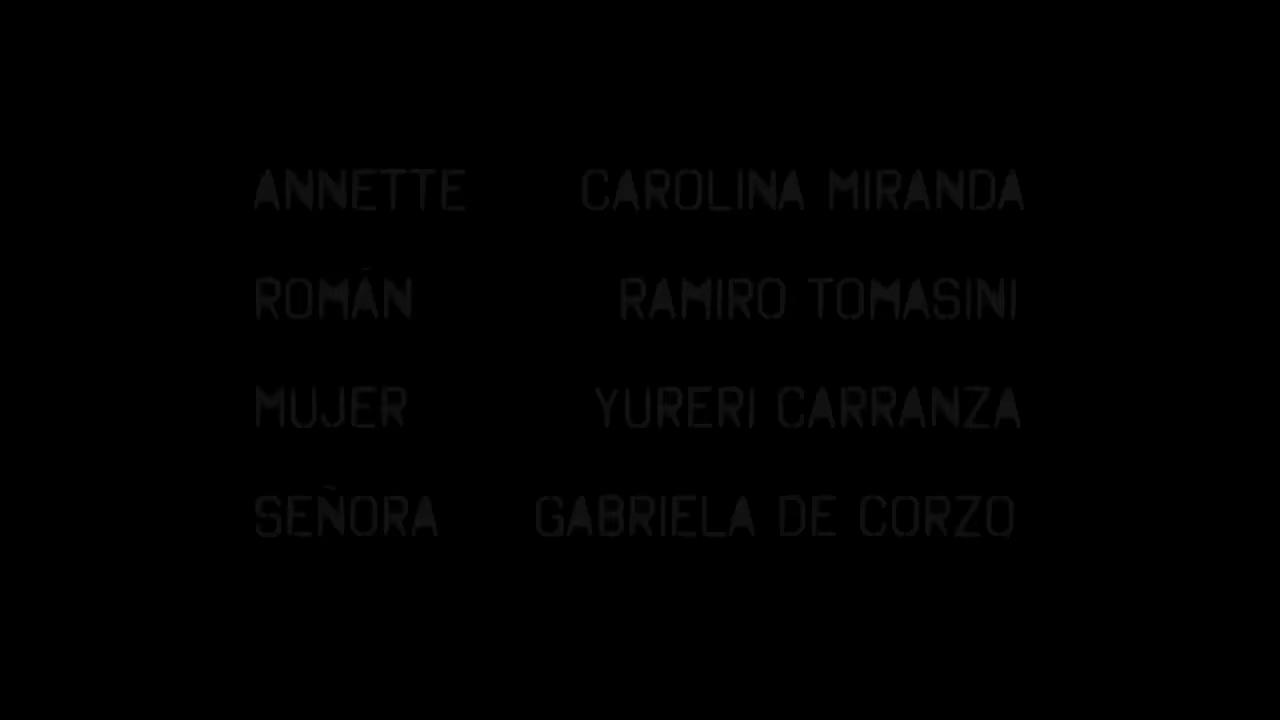 ANNETTE CAROLINA MIRANDA
ROMÁN RAMIRO TOMASINI
MUJER YURERI CARRANZA
SEÑORA GABRIELA DE CORZO